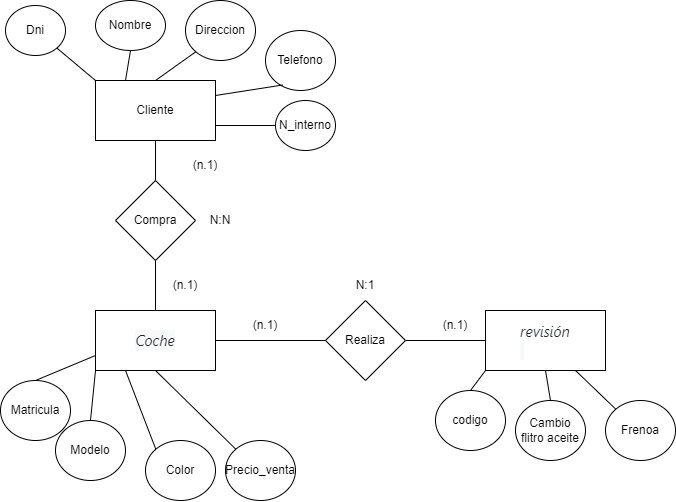 Dni
Nombre
Direccion
Telefono
Cliente
N_interno
(n.1)
Compra
N:N
(n.1)
N:1
(n.1)
(n.1)
Coche
Realiza
revisión
Matricula
Modelo
Color
Precio_venta
codigo
Cambio
flitro aceite
Frenoa